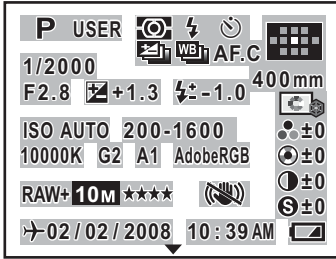 P USER
WB AF.C
1/2000
400mm
F2.8 +1.3 -1.0
C
ISO AUTO 200-1600 ±0
10000K G2 A1 AdobeRGB ±0
±0
RAW+ 10M ★★★★ S±0
02/02/2008 10:39AM